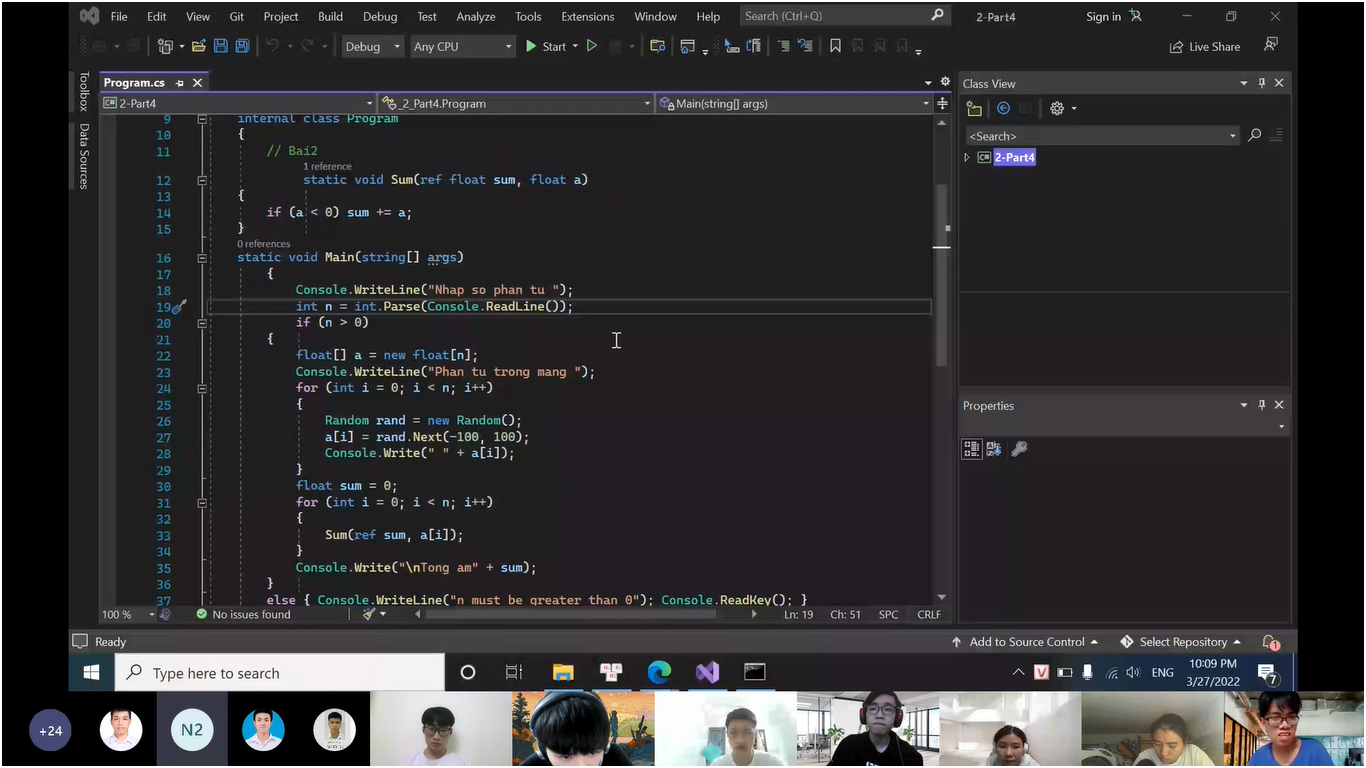 File Edit View Git Project Build Debug Test Analyze Tools Extensions Window Help Search (Ctrl+Q) 2-Part4 Sign in
Debug Any CPU Start Live Share
Toolbox
Data Sources
Program.cs
2-Part4 _2_Part4.Program Main(string[] args)
9 internal class Program
10 {
11 // Bai2
1 reference
12 static void Sum(ref float sum, float a)
13 {
14 if (a < 0) sum += a;
15 }
0 references
16 static void Main(string[] args)
17 {
18 Console.WriteLine("Nhap so phan tu ");
19 int n = int.Parse(Console.ReadLine());
20 if (n > 0)
21 {
22 float[] a = new float[n];
23 Console.WriteLine("Phan tu trong mang ");
24 for (int i = 0; i < n; i++)
25 {
26 Random rand = new Random();
27 a[i] = rand.Next(-100, 100);
28 Console.Write(" " + a[i]);
29 }
30 float sum = 0;
31 for (int i = 0; i < n; i++)
32 {
33 Sum(ref sum, a[i]);
34 }
35 Console.Write("\nTong am" + sum);
36 }
37 else { Console.WriteLine("n must be greater than 0"); Console.ReadKey(); }
100 % No issues found Ln: 19 Ch: 51 SPC CRLF
Class View
<Search>
2-Part4
Properties
Ready Add to Source Control Select Repository 1
Type here to search ENG 10:09 PM
3/27/2022 7
+24 N2